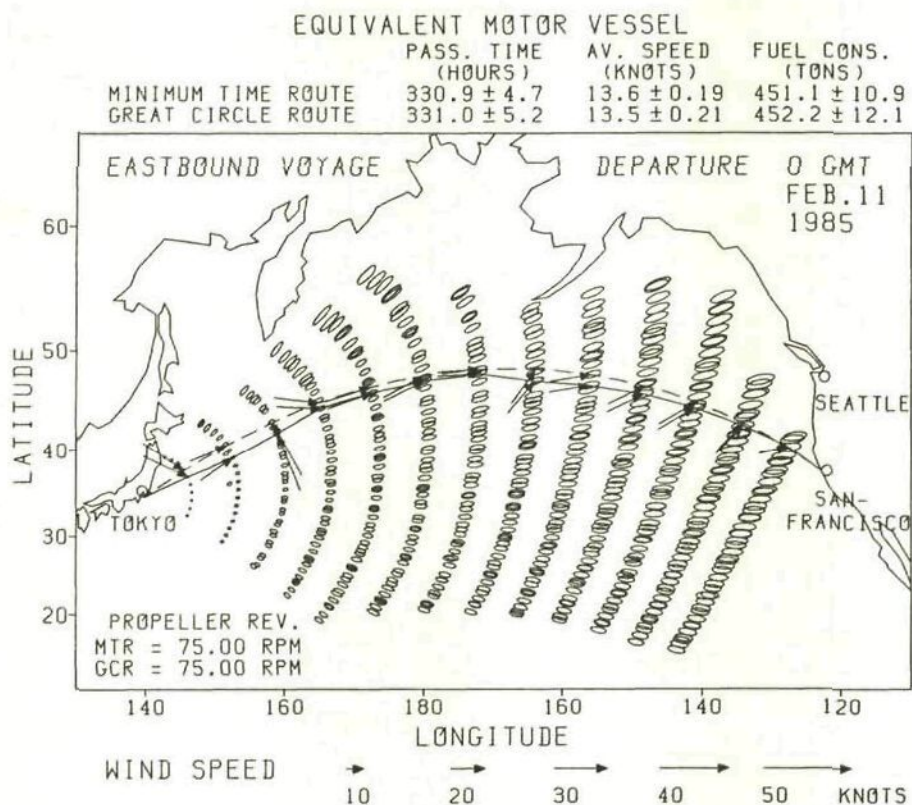 EQUIVALENT MOTOR VESSEL
PASS. TIME AV. SPEED FUEL CONS.
(HOURS) (KNOTS) (TONS)
MINIMUM TIME ROUTE 330.9 ± 4.7 13.6 ± 0.19 451.1 ± 10.9
GREAT CIRCLE ROUTE 331.0 ± 5.2 13.5 ± 0.21 452.2 ± 12.1
EASTBOUND VOYAGE DEPARTURE 0 GMT
FEB.11
1985
60
50
40
30
20
LATITUDE
SEATTLE
SAN-
FRANCISCO
TOKYO
PROPELLER REV.
MTR = 75.00 RPM
GCR = 75.00 RPM
140 160 180 160 140 120
LONGITUDE
WIND SPEED
10 20 30 40 50 KNOTS